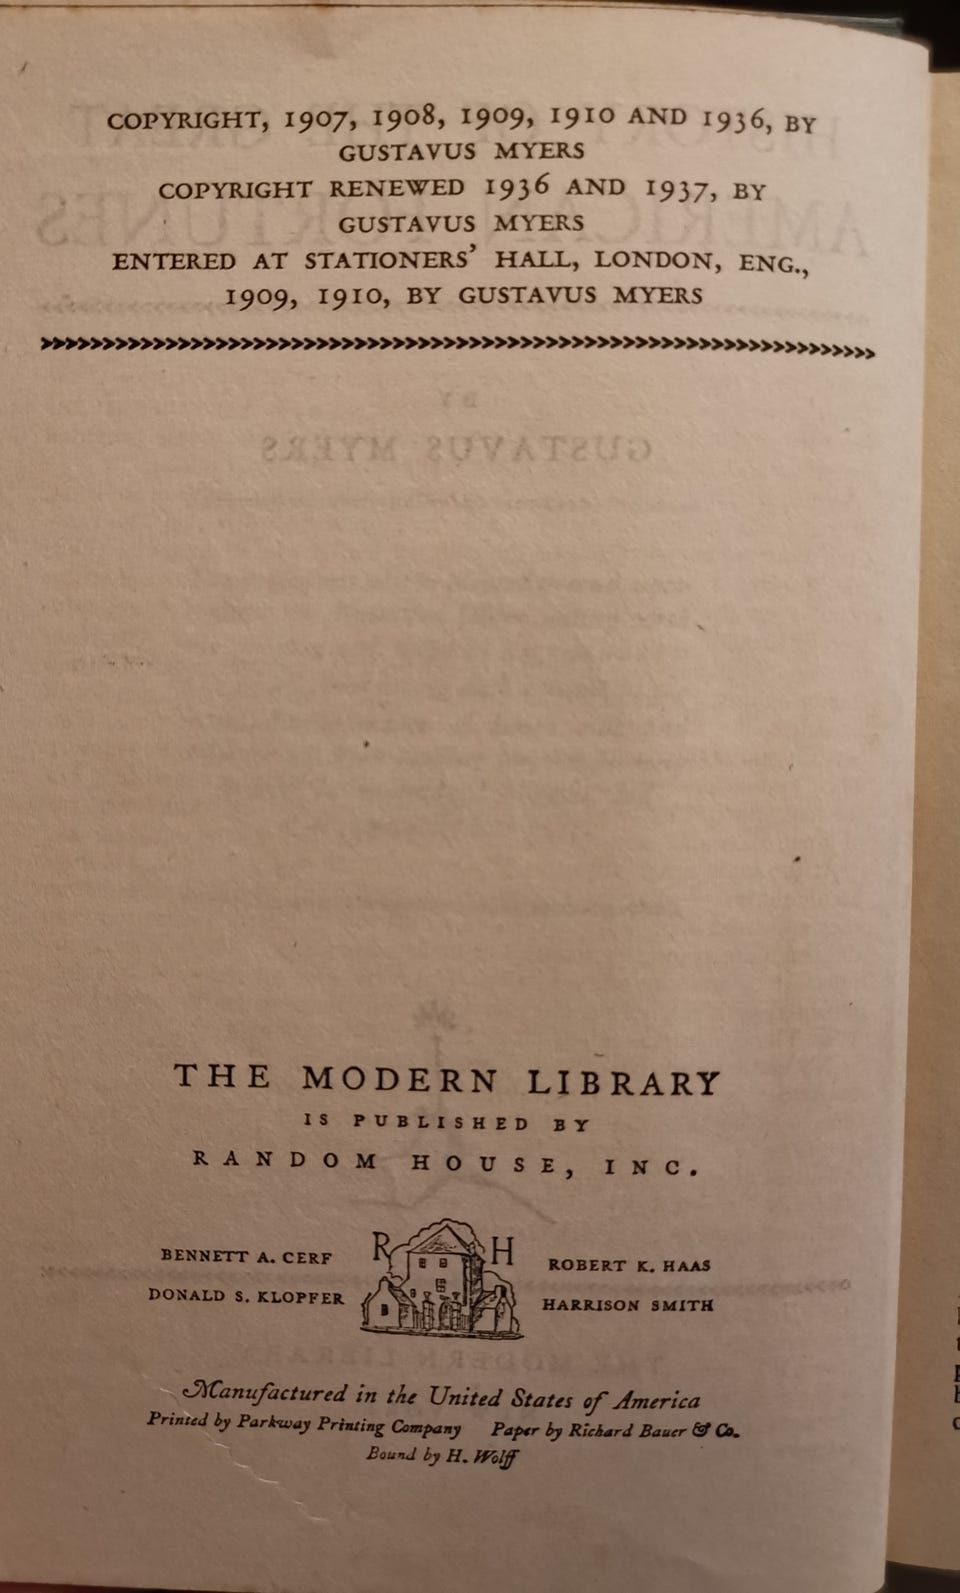 COPYRIGHT, 1907, 1908, 1909, 1910 AND 1936, BY
GUSTAVUS MYERS
COPYRIGHT RENEWED 1936 AND 1937, BY
GUSTAVUS MYERS
ENTERED AT STATIONERS' HALL, LONDON, ENG.,
1909, 1910, BY GUSTAVUS MYERS
THE MODERN LIBRARY
IS PUBLISHED BY
RANDOM HOUSE, INC.
R H
BENNETT A. CERF ROBERT K. HAAS
DONALD S. KLOPFER HARRISON SMITH
Manufactured in the United States of America
Printed by Parkway Printing Company Paper by Richard Bauer & Co.
Bound by H. Wolff